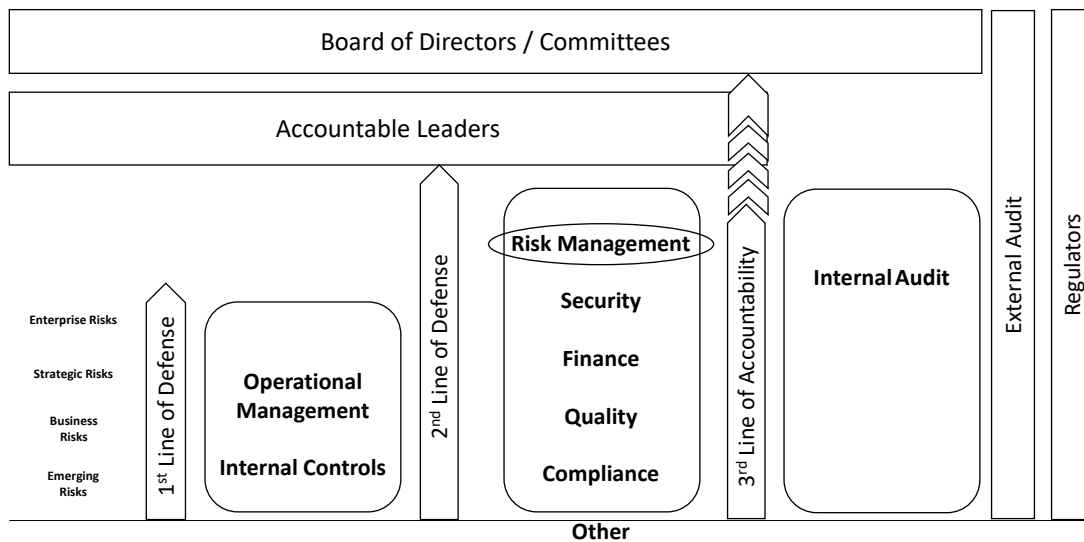 Board of Directors / Committees
Accountable Leaders
Enterprise Risks
Strategic Risks
Business
Risks
Emerging
Risks
1st Line of Defense
Operational
Management
Internal Controls
2nd Line of Defense
Risk Management
Security
Finance
Quality
Compliance
Other
3rd Line of Accountability
Internal Audit
External Audit
Regulators